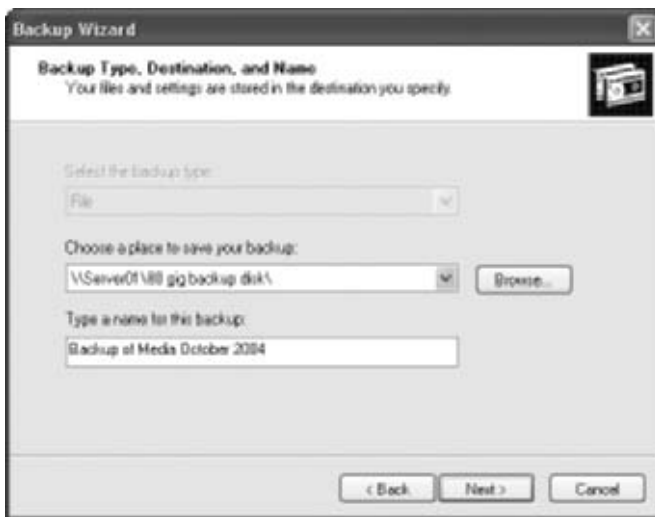 Backup Wizard
Backup Type, Destination, and Name
Your files and settings are stored in the destination you specify.
Select the backup type:
File
Choose a place to save your backup:
\\Server01\80 gig backup disk\
Browse...
Type a name for this backup:
Backup of Media October 2004
< Back
Next >
Cancel